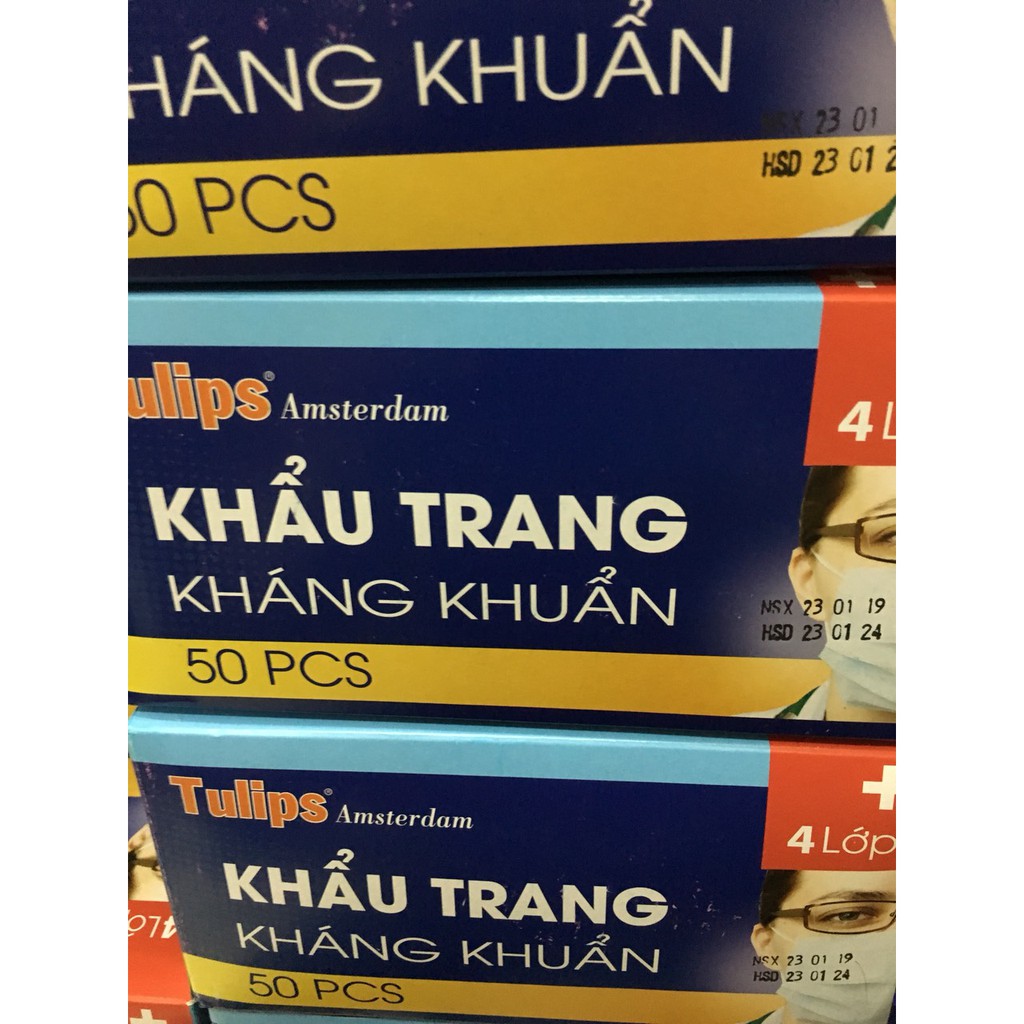 HÁNG KHUẨN
NSX 23 01
HSD 23 01 2
50 PCS
Tulips® Amsterdam
4 L
KHẨU TRANG
KHÁNG KHUẨN
NSX 23 01 19
HSD 23 01 24
50 PCS
Tulips® Amsterdam
4 Lớp
KHẨU TRANG
KHÁNG KHUẨN
NSX 23 01 19
HSD 23 01 24
50 PCS